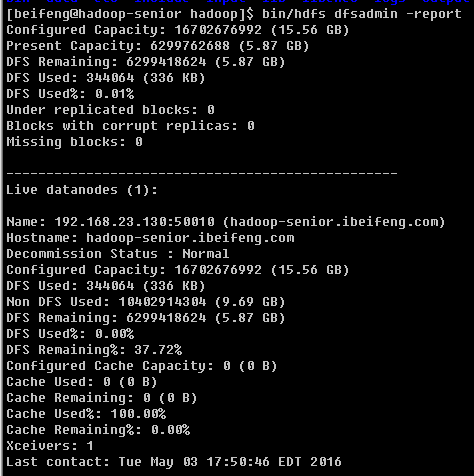 [beifeng@hadoop-senior hadoop]$ bin/hdfs dfsadmin -report
Configured Capacity: 16702676992 (15.56 GB)
Present Capacity: 6299762688 (5.87 GB)
DFS Remaining: 6299418624 (5.87 GB)
DFS Used: 344064 (336 KB)
DFS Used%: 0.01%
Under replicated blocks: 0
Blocks with corrupt replicas: 0
Missing blocks: 0
-------------------------------------------------
Live datanodes (1):
Name: 192.168.23.130:50010 (hadoop-senior.ibeifeng.com)
Hostname: hadoop-senior.ibeifeng.com
Decommission Status : Normal
Configured Capacity: 16702676992 (15.56 GB)
DFS Used: 344064 (336 KB)
Non DFS Used: 10402914304 (9.69 GB)
DFS Remaining: 6299418624 (5.87 GB)
DFS Used%: 0.00%
DFS Remaining%: 37.72%
Configured Cache Capacity: 0 (0 B)
Cache Used: 0 (0 B)
Cache Remaining: 0 (0 B)
Cache Used%: 100.00%
Cache Remaining%: 0.00%
Xceivers: 1
Last contact: Tue May 03 17:50:46 EDT 2016